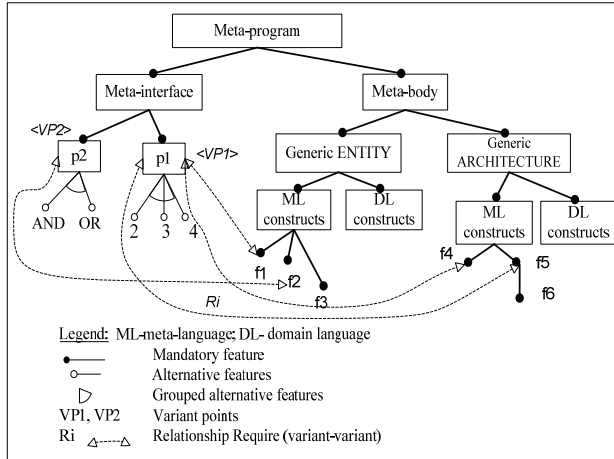 Meta-program
Meta-interface
Meta-body
<VP2>
p2
p1
<VP1>
Generic ENTITY
Generic
ARCHITECTURE
ML
constructs
DL
constructs
ML
constructs
DL
constructs
AND
OR
2
3
4
f1
f2
f3
f4
f5
f6
Ri
Legend: ML-meta-language; DL- domain language
Mandatory feature
Alternative features
Grouped alternative features
VP1, VP2 Variant points
Ri Relationship Require (variant-variant)